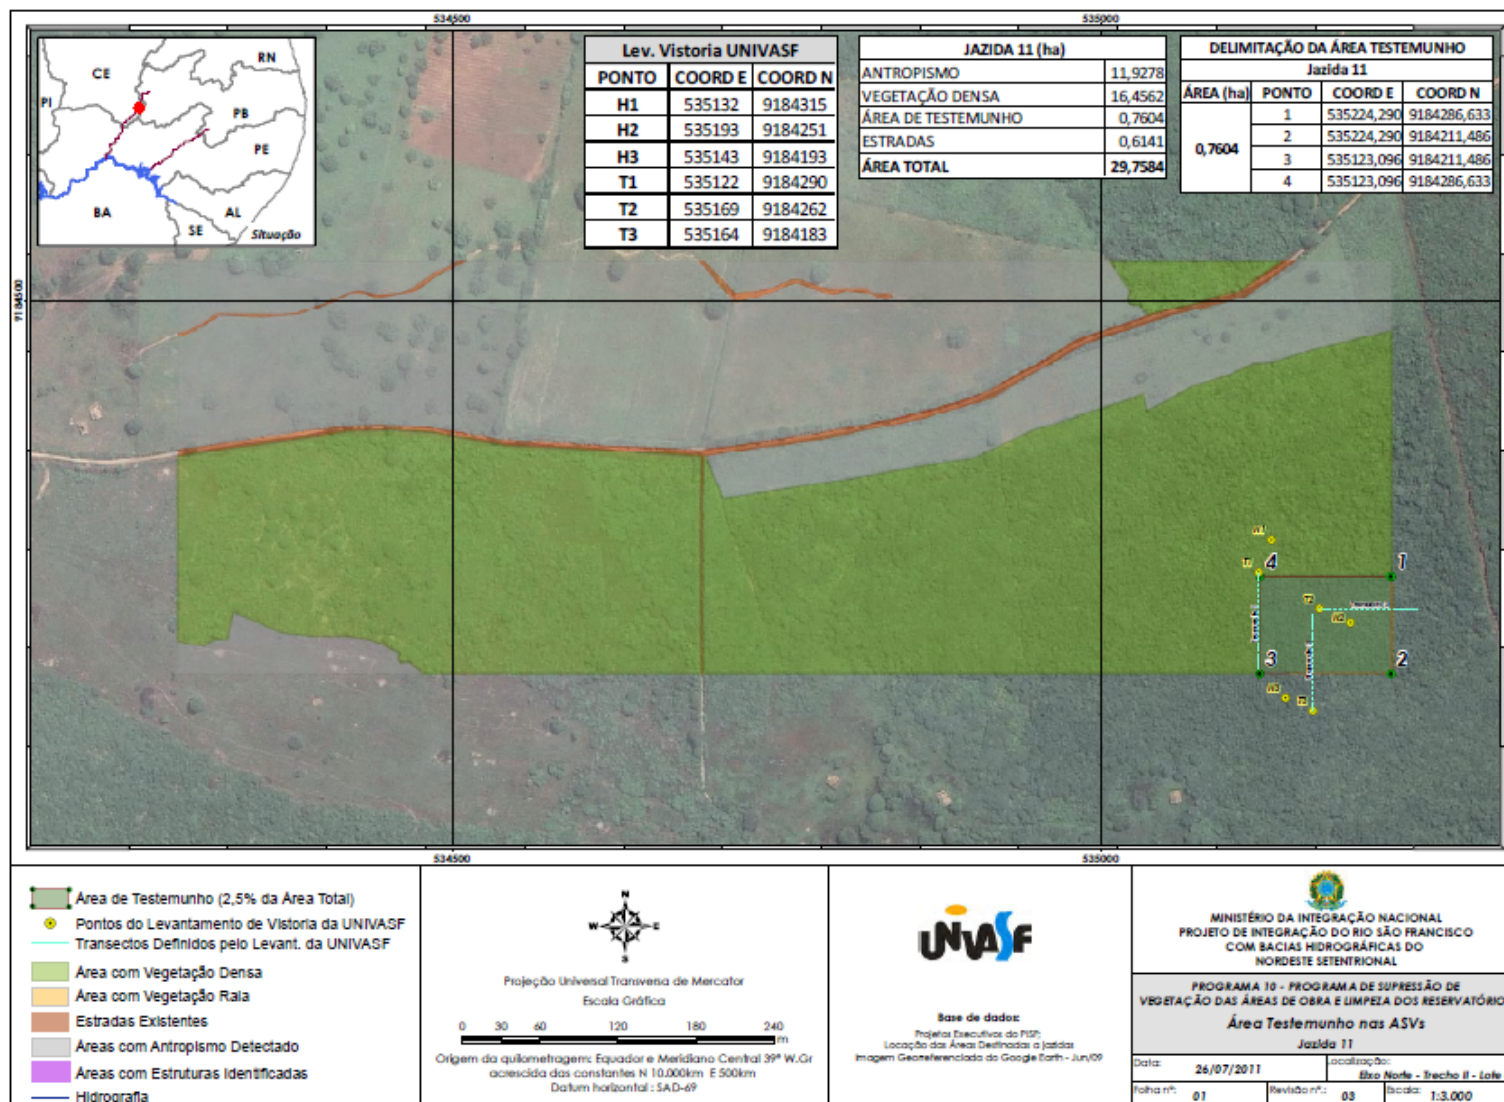 534500
535000
CE
RN
PI
PB
PE
BA
AL
SE
Situação
Lev. Vistoria UNIVASF
PONTO COORD E COORD N
H1 535132 9184315
H2 535193 9184251
H3 535143 9184193
T1 535122 9184290
T2 535169 9184262
T3 535164 9184183
JAZIDA 11 (ha)
ANTROPISMO 11,9278
VEGETAÇÃO DENSA 16,4562
ÁREA DE TESTEMUNHO 0,7604
ESTRADAS 0,6141
ÁREA TOTAL 29,7584
DELIMITAÇÃO DA ÁREA TESTEMUNHO
Jazida 11
ÁREA (ha) PONTO COORD E COORD N
0,7604
1 535224,290 9184286,633
2 535224,290 9184211,486
3 535123,096 9184211,486
4 535123,096 9184286,633
9184500
H1
T1
4
1
T2
H2
3
2
H3
T3
534500
535000
Área de Testemunho (2,5% da Área Total)
Pontos do Levantamento de Vistoria da UNIVASF
Transectos Definidos pelo Levant. da UNIVASF
Área com Vegetação Densa
Área com Vegetação Rala
Estradas Existentes
Áreas com Antropismo Detectado
Áreas com Estruturas Identificadas
Hidrografia
N
W
E
S
Projeção Universal Transversa de Mercator
Escala Gráfica
0 30 60 120 180 240
m
Origem da quilometragem: Equador e Meridiano Central 39º W.Gr
acrescida das constantes N 10.000km E 500km
Datum horizontal : SAD-69
UNIVASF
Base de dados:
Projetos Executivos do PISF;
Locação das Áreas Destinadas a jazidas
Imagem Georreferenciada do Google Earth - Jun/09
MINISTÉRIO DA INTEGRAÇÃO NACIONAL
PROJETO DE INTEGRAÇÃO DO RIO SÃO FRANCISCO
COM BACIAS HIDROGRÁFICAS DO
NORDESTE SETENTRIONAL
PROGRAMA 10 - PROGRAMA DE SUPRESSÃO DE
VEGETAÇÃO DAS ÁREAS DE OBRA E LIMPEZA DOS RESERVATÓRIO
Área Testemunho nas ASVs
Jazida 11
Data: 26/07/2011
Localização: Eixo Norte - Trecho II - Lote
Folha nº: 01
Revisão nº.: 03
Escala: 1:3.000